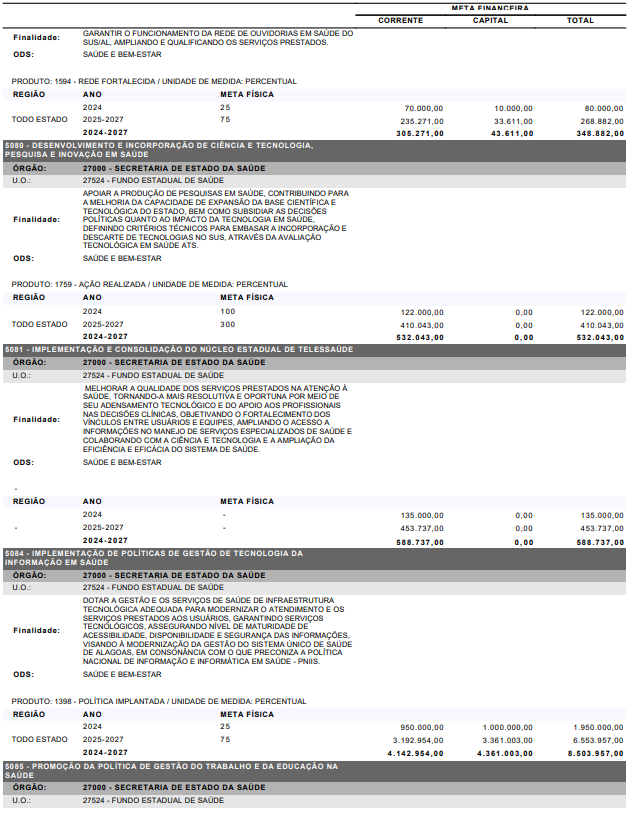 META FINANCEIRA
CORRENTE CAPITAL TOTAL
Finalidade: GARANTIR O FUNCIONAMENTO DA REDE DE OUVIDORIAS EM SAÚDE DO
SUS/AL, AMPLIANDO E QUALIFICANDO OS SERVIÇOS PRESTADOS.
ODS: SAÚDE E BEM-ESTAR
PRODUTO: 1594 - REDE FORTALECIDA / UNIDADE DE MEDIDA: PERCENTUAL
REGIÃO ANO META FÍSICA
2024 25 70.000,00 10.000,00 80.000,00
TODO ESTADO 2025-2027 75 235.271,00 33.611,00 268.882,00
2024-2027 305.271,00 43.611,00 348.882,00
5080 - DESENVOLVIMENTO E INCORPORAÇÃO DE CIÊNCIA E TECNOLOGIA,
PESQUISA E INOVAÇÃO EM SAÚDE
ÓRGÃO: 27000 - SECRETARIA DE ESTADO DA SAÚDE
U.O.: 27524 - FUNDO ESTADUAL DE SAÚDE
APOIAR A PRODUÇÃO DE PESQUISAS EM SAÚDE, CONTRIBUINDO PARA
A MELHORIA DA CAPACIDADE DE EXPANSÃO DA BASE CIENTÍFICA E
TECNOLÓGICA DO ESTADO, BEM COMO SUBSIDIAR AS DECISÕES
Finalidade: POLÍTICAS QUANTO AO IMPACTO DA TECNOLOGIA EM SAÚDE,
DEFININDO CRITÉRIOS TÉCNICOS PARA EMBASAR A INCORPORAÇÃO E
DESCARTE DE TECNOLOGIAS NO SUS, ATRAVÉS DA AVALIAÇÃO
TECNOLÓGICA EM SAÚDE ATS.
ODS: SAÚDE E BEM-ESTAR
PRODUTO: 1759 - AÇÃO REALIZADA / UNIDADE DE MEDIDA: PERCENTUAL
REGIÃO ANO META FÍSICA
2024 100 122.000,00 0,00 122.000,00
TODO ESTADO 2025-2027 300 410.043,00 0,00 410.043,00
2024-2027 532.043,00 0,00 532.043,00
5081 - IMPLEMENTAÇÃO E CONSOLIDAÇÃO DO NÚCLEO ESTADUAL DE TELESSAÚDE
ÓRGÃO: 27000 - SECRETARIA DE ESTADO DA SAÚDE
U.O.: 27524 - FUNDO ESTADUAL DE SAÚDE
MELHORAR A QUALIDADE DOS SERVIÇOS PRESTADOS NA ATENÇÃO À
SAÚDE, TORNANDO-A MAIS RESOLUTIVA E OPORTUNA POR MEIO DE
SEU ADENSAMENTO TECNOLÓGICO E DO APOIO AOS PROFISSIONAIS
NAS DECISÕES CLÍNICAS, OBJETIVANDO O FORTALECIMENTO DOS
Finalidade: VÍNCULOS ENTRE USUÁRIOS E EQUIPES, AMPLIANDO O ACESSO A
INFORMAÇÕES NO MANEJO DE SERVIÇOS ESPECIALIZADOS DE SAÚDE E
COLABORANDO COM A CIÊNCIA E TECNOLOGIA E A AMPLIAÇÃO DA
EFICIÊNCIA E EFICÁCIA DO SISTEMA DE SAÚDE.
ODS: SAÚDE E BEM-ESTAR
-
REGIÃO ANO META FÍSICA
2024 - 135.000,00 0,00 135.000,00
- 2025-2027 - 453.737,00 0,00 453.737,00
2024-2027 588.737,00 0,00 588.737,00
5084 - IMPLEMENTAÇÃO DE POLÍTICAS DE GESTÃO DE TECNOLOGIA DA
INFORMAÇÃO EM SAÚDE
ÓRGÃO: 27000 - SECRETARIA DE ESTADO DA SAÚDE
U.O.: 27524 - FUNDO ESTADUAL DE SAÚDE
DOTAR A GESTÃO E OS SERVIÇOS DE SAÚDE DE INFRAESTRUTURA
TECNOLÓGICA ADEQUADA PARA MODERNIZAR O ATENDIMENTO E OS
SERVIÇOS PRESTADOS AOS USUÁRIOS, GARANTINDO SERVIÇOS
Finalidade: TECNOLÓGICOS, ASSEGURANDO NÍVEL DE MATURIDADE DE
ACESSIBILIDADE, DISPONIBILIDADE E SEGURANÇA DAS INFORMAÇÕES,
VISANDO À MODERNIZAÇÃO DA GESTÃO DO SISTEMA ÚNICO DE SAÚDE
DE ALAGOAS, EM CONSONÂNCIA COM O QUE PRECONIZA A POLÍTICA
NACIONAL DE INFORMAÇÃO E INFORMÁTICA EM SAÚDE - PNIIS.
ODS: SAÚDE E BEM-ESTAR
PRODUTO: 1398 - POLÍTICA IMPLANTADA / UNIDADE DE MEDIDA: PERCENTUAL
REGIÃO ANO META FÍSICA
2024 25 950.000,00 1.000.000,00 1.950.000,00
TODO ESTADO 2025-2027 75 3.192.954,00 3.361.003,00 6.553.957,00
2024-2027 4.142.954,00 4.361.003,00 8.503.957,00
5085 - PROMOÇÃO DA POLÍTICA DE GESTÃO DO TRABALHO E DA EDUCAÇÃO NA
SAÚDE
ÓRGÃO: 27000 - SECRETARIA DE ESTADO DA SAÚDE
U.O.: 27524 - FUNDO ESTADUAL DE SAÚDE